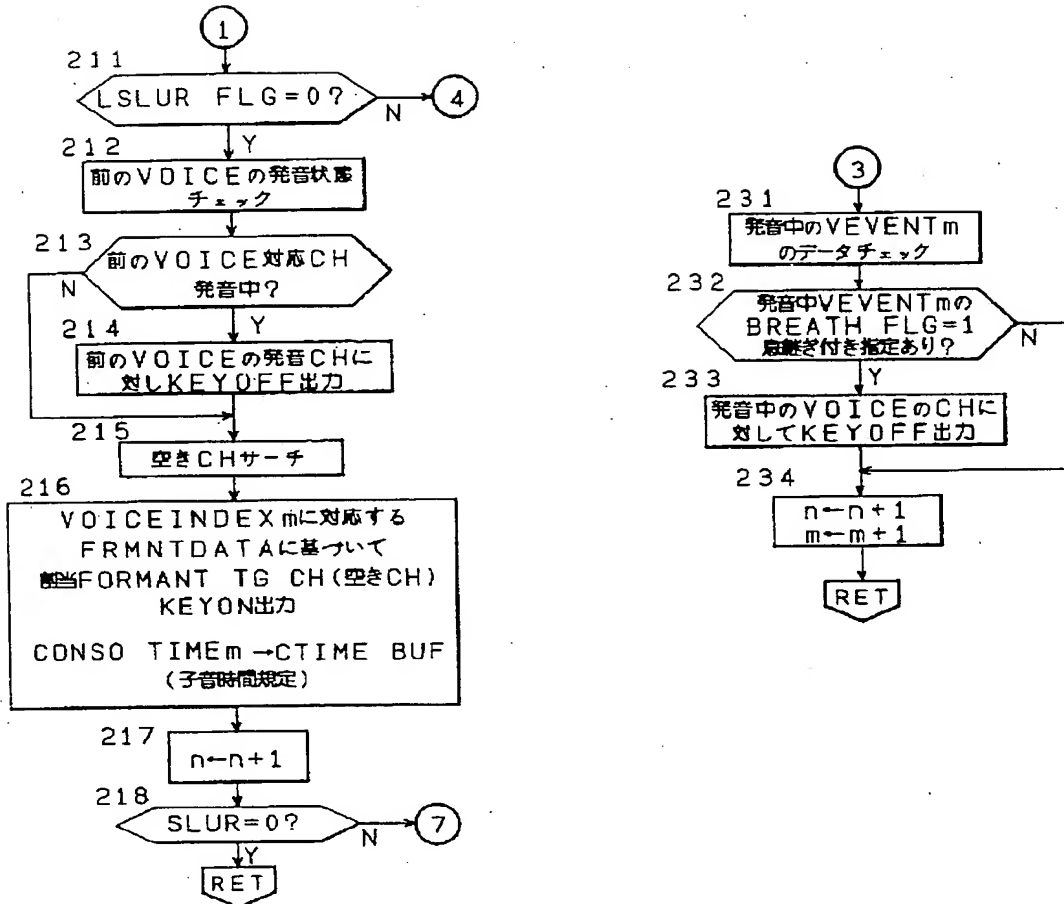 1
211
LSLUR FLG=0?
N
4
Y
212
前のVOICEの発音状態
チェック
213
前のVOICE対応CH
発音中?
N
Y
214
前のVOICEの発音CHに
対しKEYOFF出力
215
空きCHサーチ
216
VOICEINDEXmに対応する
FRMNTDATAに基づいて
割当FORMANT TG CH(空きCH)
KEYON出力
CONSO TIMEm→CTIME BUF
(子音時間規定)
217
n←n+1
218
SLUR=0?
N
7
Y
RET
3
231
発音中のVEVENTm
のデータチェック
232
発音中VEVENTmの
BREATH FLG=1
息継ぎ付き指定あり?
N
Y
233
発音中のVOICEのCHに
対してKEYOFF出力
234
n←n+1
m←m+1
RET